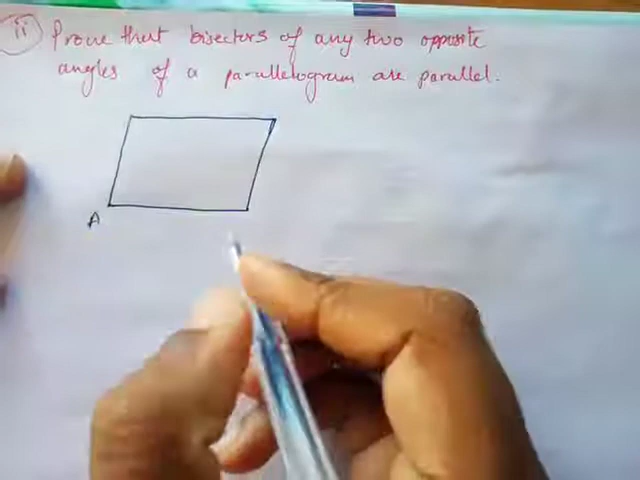 ii Prove that bisectors of any two opposite
angles of a parallelogram are parallel.
A